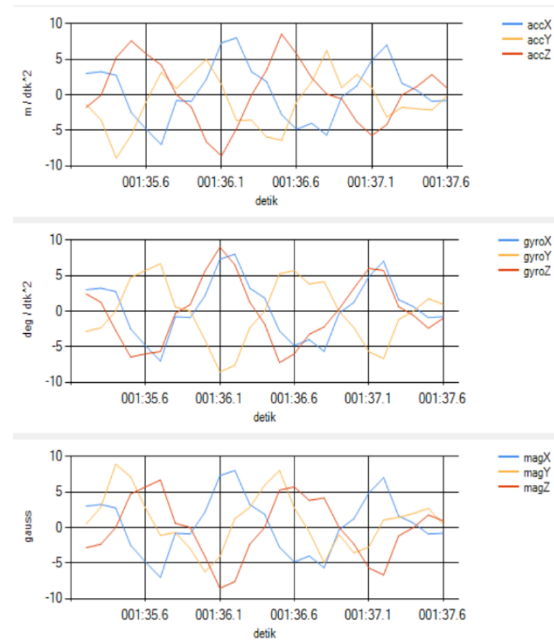 10
5
0
-5
-10
m / dtk^2
001:35.6 001:36.1 001:36.6 001:37.1 001:37.6
detik
accX
accY
accZ
10
5
0
-5
-10
deg / dtk^2
001:35.6 001:36.1 001:36.6 001:37.1 001:37.6
detik
gyroX
gyroY
gyroZ
10
5
0
-5
-10
gauss
001:35.6 001:36.1 001:36.6 001:37.1 001:37.6
detik
magX
magY
magZ